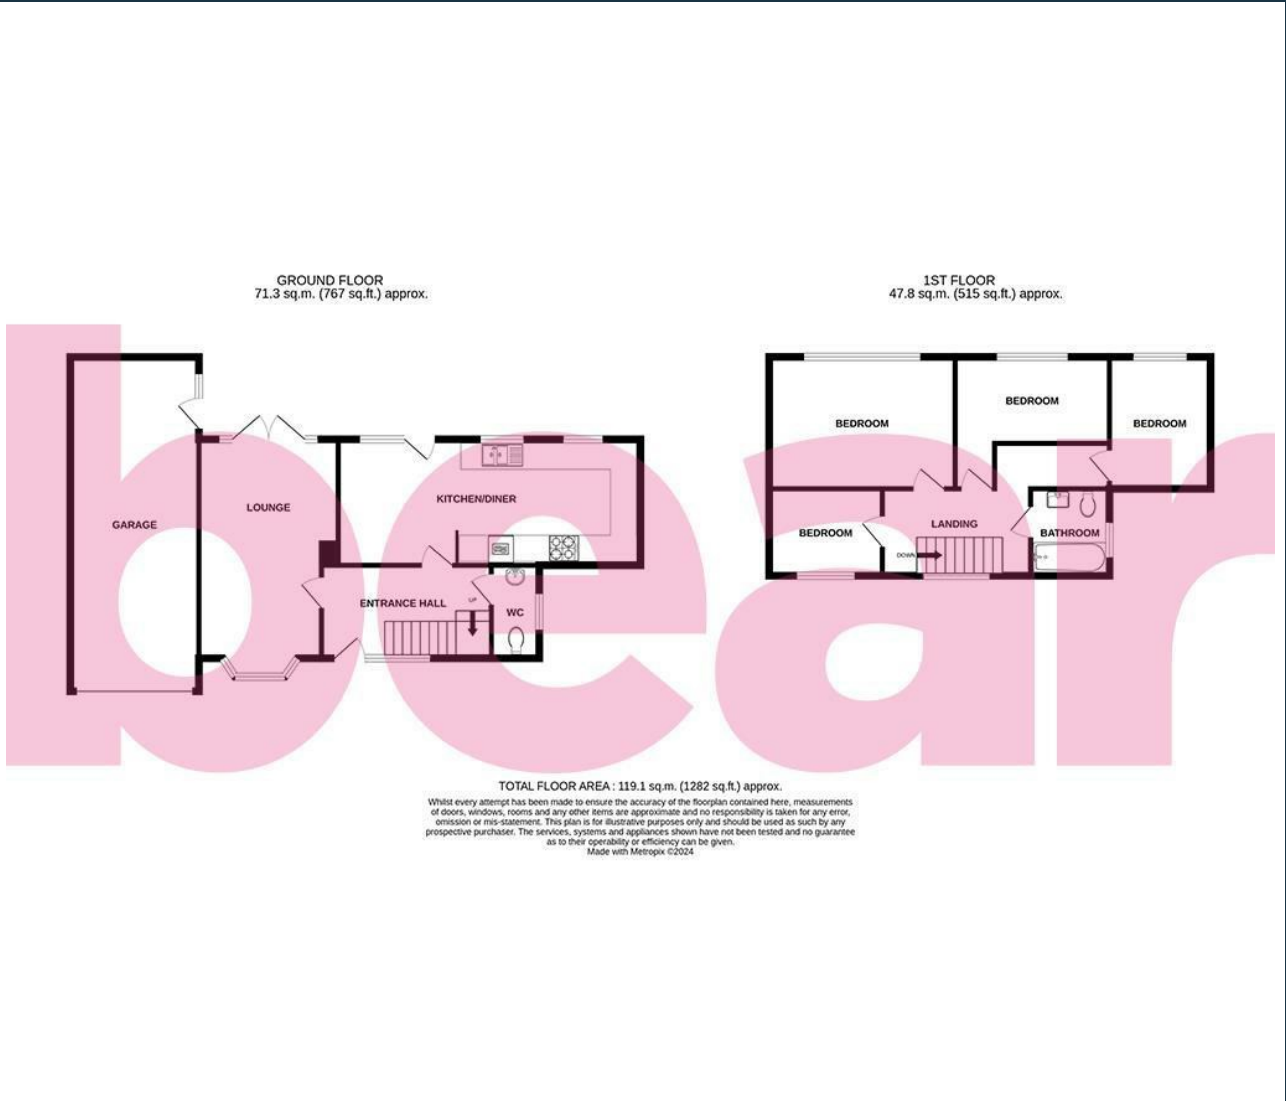 GROUND FLOOR
71.3 sq.m. (767 sq.ft.) approx.
1ST FLOOR
47.8 sq.m. (515 sq.ft.) approx.
bear
GARAGE
LOUNGE
KITCHEN/DINER
ENTRANCE HALL
UP
WC
BEDROOM
BEDROOM
BEDROOM
BEDROOM
LANDING
DOWN
BATHROOM
TOTAL FLOOR AREA : 119.1 sq.m. (1282 sq.ft.) approx.
Whilst every attempt has been made to ensure the accuracy of the floorplan contained here, measurements
of doors, windows, rooms and any other items are approximate and no responsibility is taken for any error,
omission or mis-statement. This plan is for illustrative purposes only and should be used as such by any
prospective purchaser. The services, systems and appliances shown have not been tested and no guarantee
as to their operability or efficiency can be given.
Made with Metropix ©2024